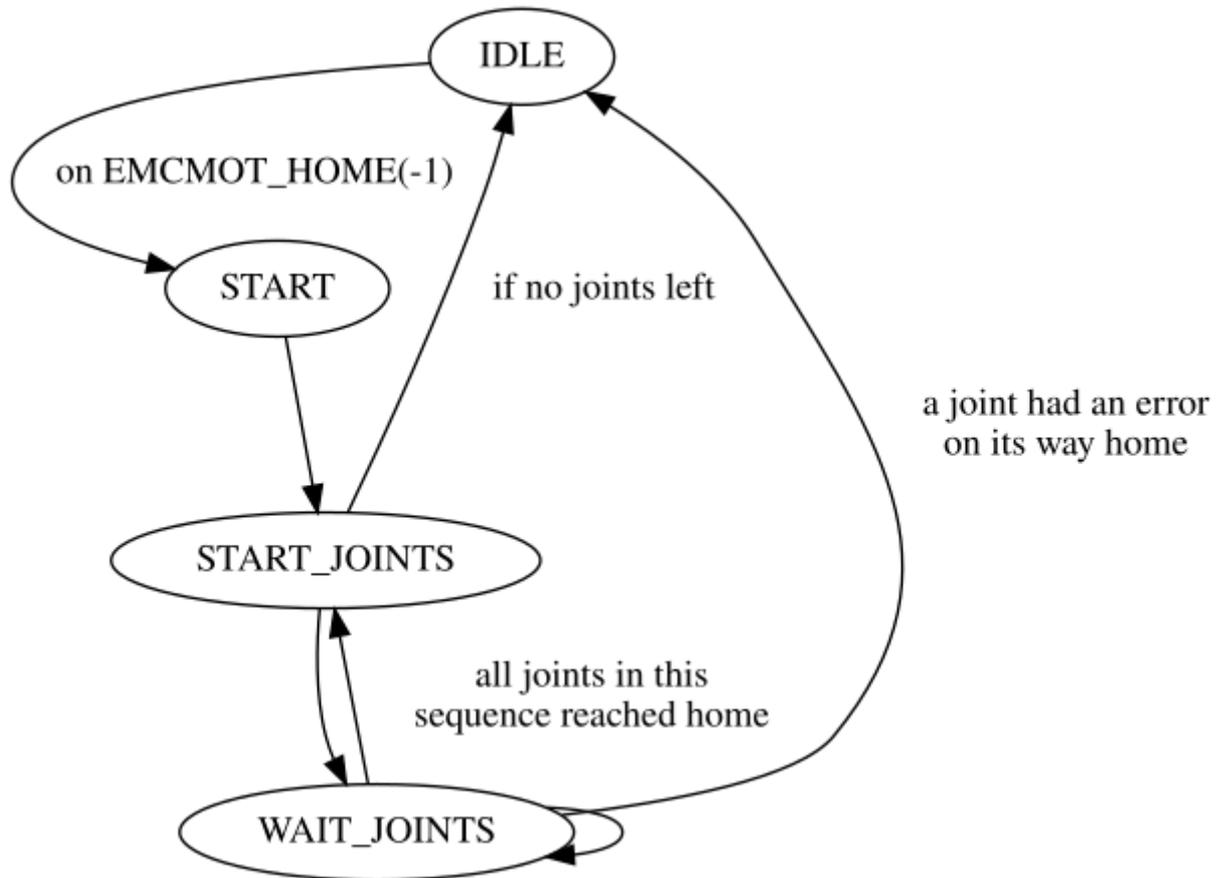 IDLE
on EMCMOT_HOME(-1)
START
if no joints left
a joint had an error
on its way home
START_JOINTS
all joints in this
sequence reached home
WAIT_JOINTS